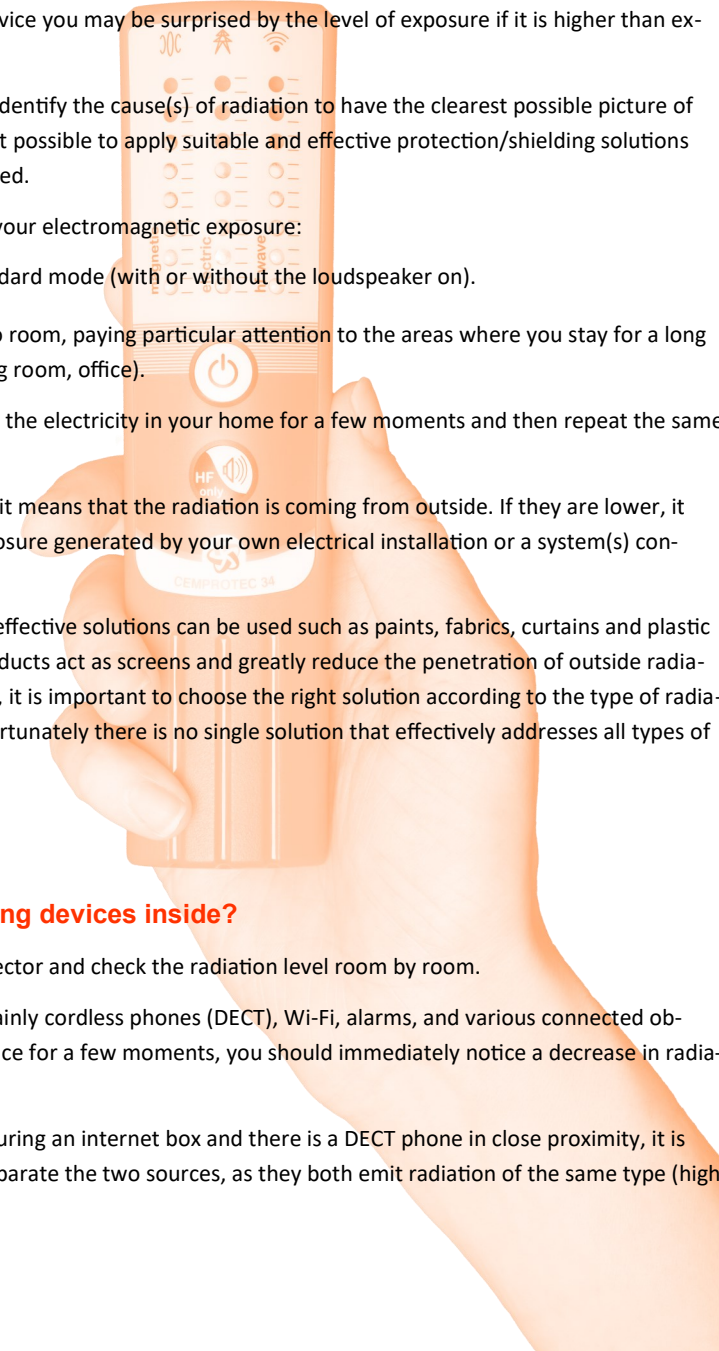 vice you may be surprised by the level of exposure if it is higher than ex-
identify the cause(s) of radiation to have the clearest possible picture of
t possible to apply suitable and effective protection/shielding solutions
ed.
your electromagnetic exposure:
dard mode (with or without the loudspeaker on).
o room, paying particular attention to the areas where you stay for a long
g room, office).
the electricity in your home for a few moments and then repeat the same
it means that the radiation is coming from outside. If they are lower, it
osure generated by your own electrical installation or a system(s) con-
effective solutions can be used such as paints, fabrics, curtains and plastic
ducts act as screens and greatly reduce the penetration of outside radia-
, it is important to choose the right solution according to the type of radia-
ortunately there is no single solution that effectively addresses all types of
ng devices inside?
ector and check the radiation level room by room.
ainly cordless phones (DECT), Wi-Fi, alarms, and various connected ob-
ice for a few moments, you should immediately notice a decrease in radia-
uring an internet box and there is a DECT phone in close proximity, it is
parate the two sources, as they both emit radiation of the same type (high
magnetic
electric
HF
only
CEMPROTEC 34